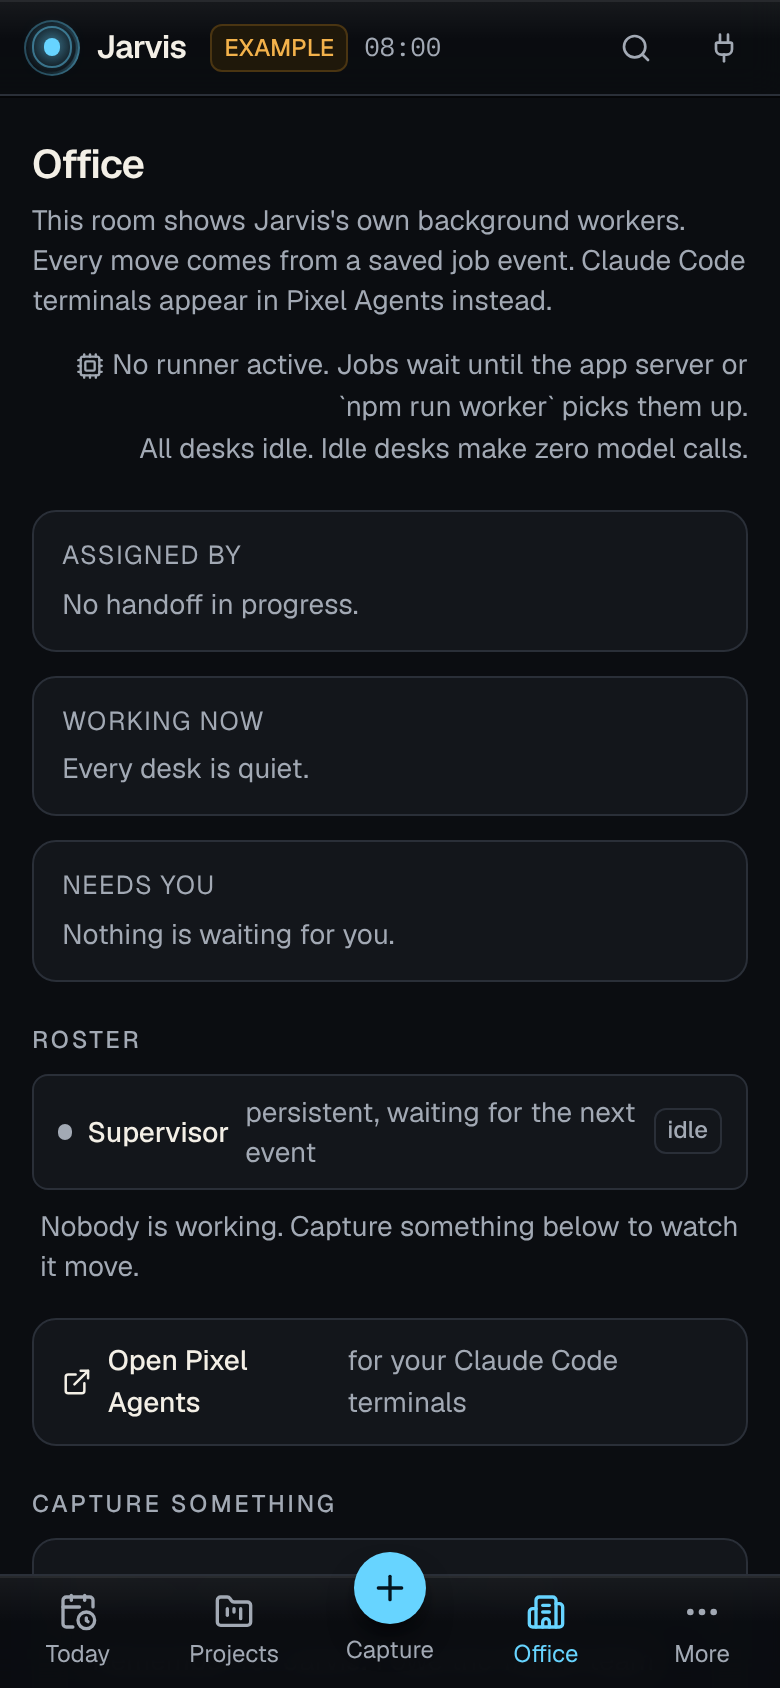 Jarvis EXAMPLE 08:00
Office
This room shows Jarvis's own background workers.
Every move comes from a saved job event. Claude Code
terminals appear in Pixel Agents instead.
No runner active. Jobs wait until the app server or
`npm run worker` picks them up.
All desks idle. Idle desks make zero model calls.
ASSIGNED BY
No handoff in progress.
WORKING NOW
Every desk is quiet.
NEEDS YOU
Nothing is waiting for you.
ROSTER
Supervisor
persistent, waiting for the next
event
idle
Nobody is working. Capture something below to watch
it move.
Open Pixel
Agents
for your Claude Code
terminals
CAPTURE SOMETHING
Today Projects Capture Office More